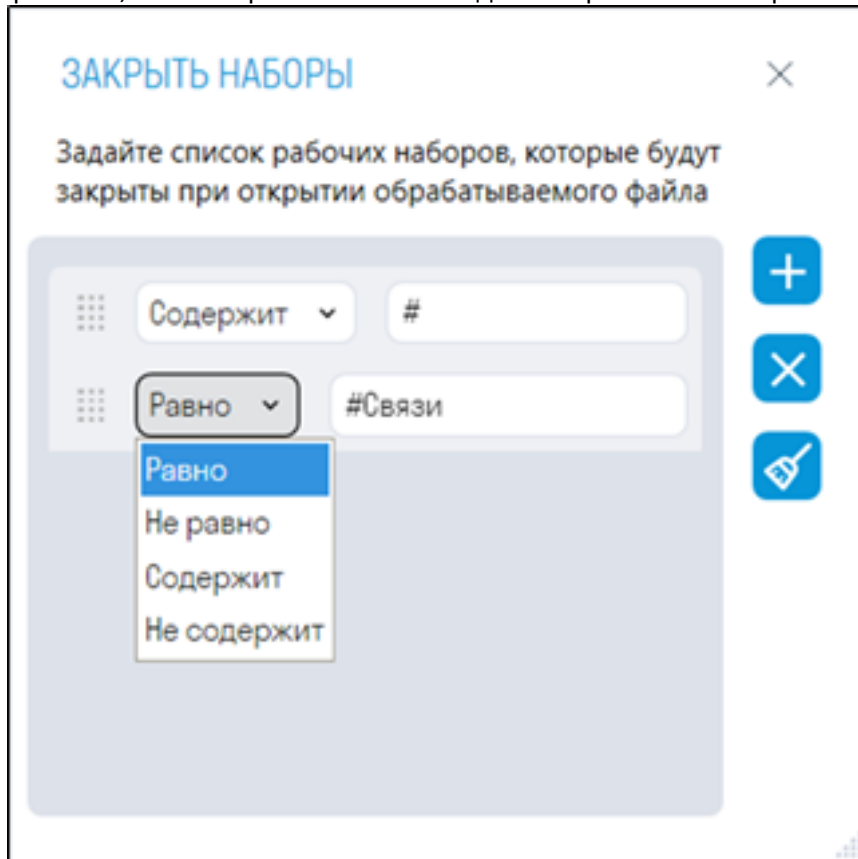 ЗАКРЫТЬ НАБОРЫ
Задайте список рабочих наборов, которые будут
закрыты при открытии обрабатываемого файла
Содержит #
Равно #Связи
Равно
Не равно
Содержит
Не содержит